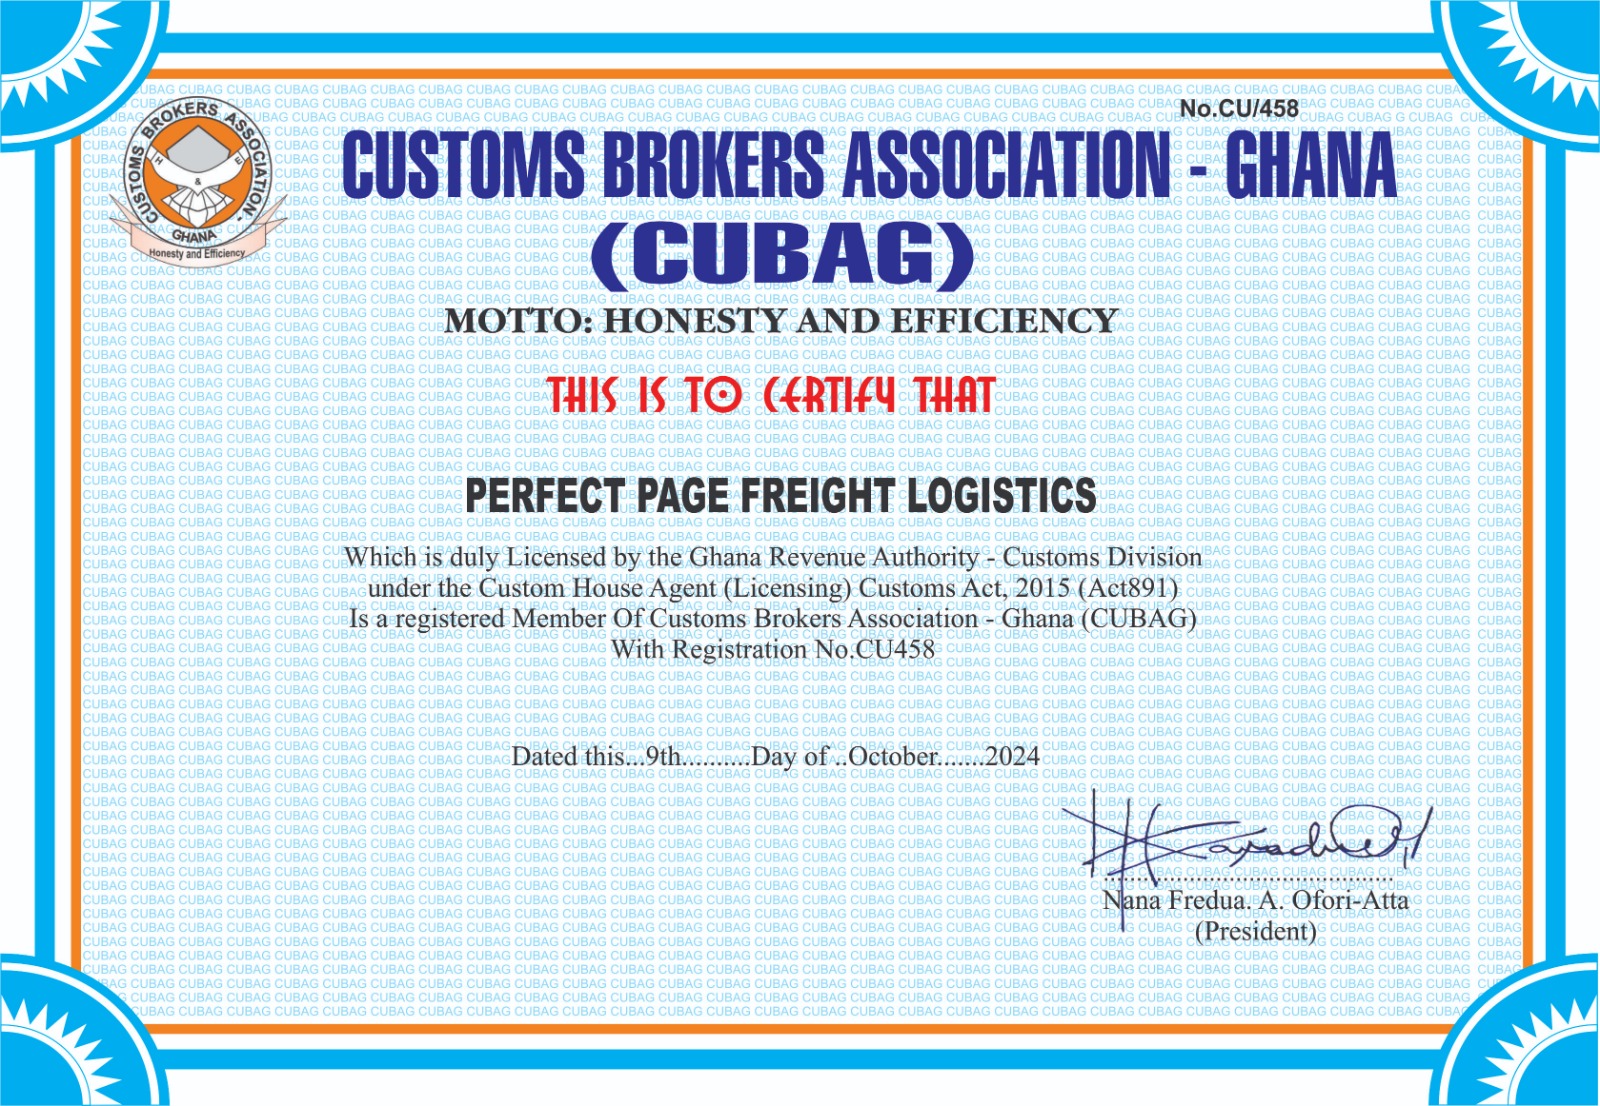 No.CU/458
CUSTOMS BROKERS ASSOCIATION - GHANA
GHANA
H & E
Honesty and Efficiency
CUSTOMS BROKERS ASSOCIATION - GHANA
(CUBAG)
MOTTO: HONESTY AND EFFICIENCY
THIS IS TO CERTIFY THAT
PERFECT PAGE FREIGHT LOGISTICS
Which is duly Licensed by the Ghana Revenue Authority - Customs Division
under the Custom House Agent (Licensing) Customs Act, 2015 (Act891)
Is a registered Member Of Customs Brokers Association - Ghana (CUBAG)
With Registration No.CU458
Dated this...9th..........Day of ..October.......2024
Nana Fredua. A. Ofori-Atta
(President)